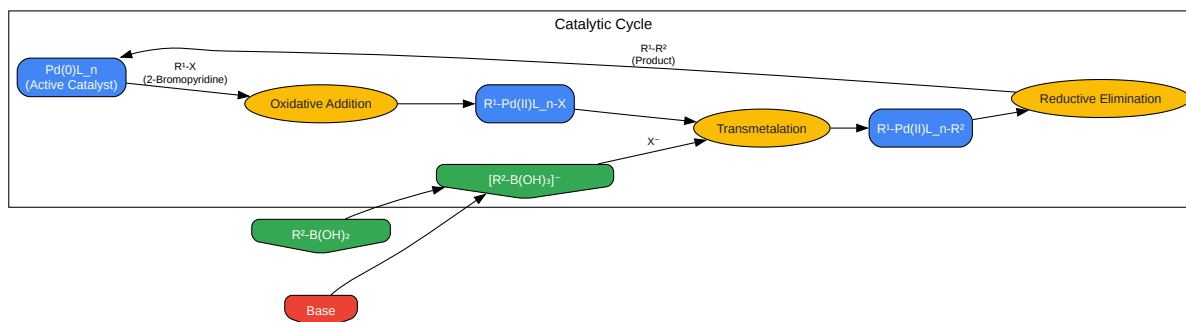 Catalytic Cycle
R¹-R²
(Product)
Pd(0)L_n
(Active Catalyst)
R¹-X
(2-Bromopyridine)
Oxidative Addition
R¹-Pd(II)L_n-X
Transmetalation
R¹-Pd(II)L_n-R²
Reductive Elimination
X⁻
[R²-B(OH)₃]⁻
R²-B(OH)₂
Base